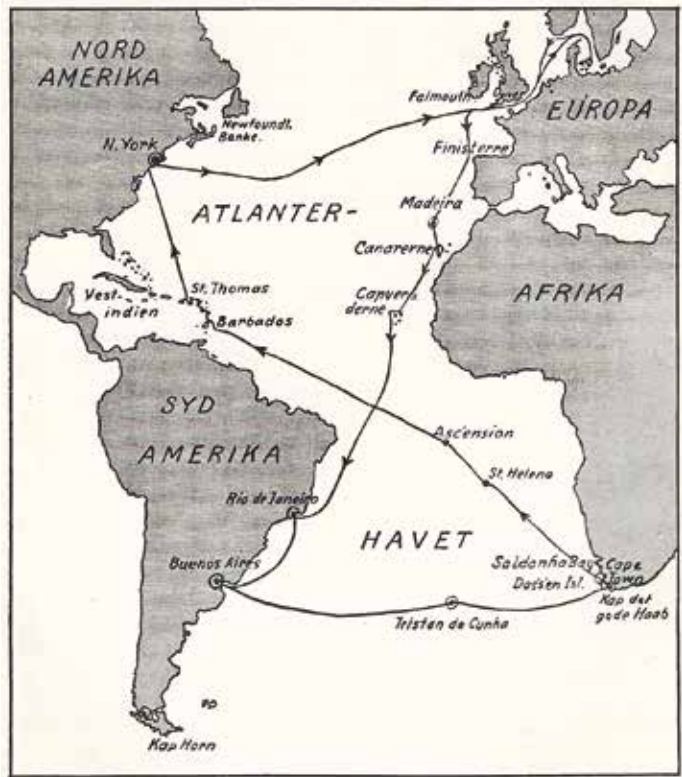 NORD
AMERIKA
Newfoundl.
Banke.
N. York
Falmouth
EUROPA
Finisterre
ATLANTER-
Madeira
Canarerne
St. Thomas
Vest-
indien
Barbados
Capver
derne
AFRIKA
SYD
AMERIKA
Ascension
St. Helena
Rio de Janeiro
HAVET
Buenos Aires
Saldanha Bay
Cape
Town
Dassen Isl.
Kap det
gode Haab
Tristan de Cunha
Kap Horn